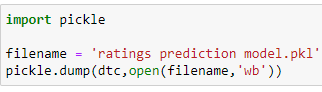 import pickle
filename = 'ratings prediction model.pkl'
pickle.dump(dtc,open(filename,'wb'))